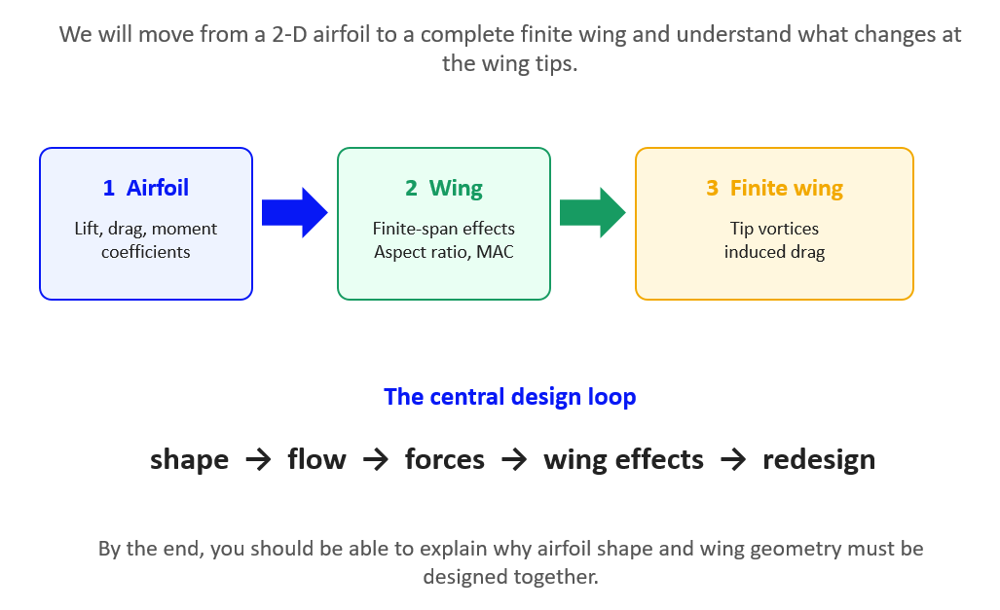 We will move from a 2-D airfoil to a complete finite wing and understand what changes at
the wing tips.
1 Airfoil
Lift, drag, moment
coefficients
2 Wing
Finite-span effects
Aspect ratio, MAC
3 Finite wing
Tip vortices
induced drag
The central design loop
shape → flow → forces → wing effects → redesign
By the end, you should be able to explain why airfoil shape and wing geometry must be
designed together.